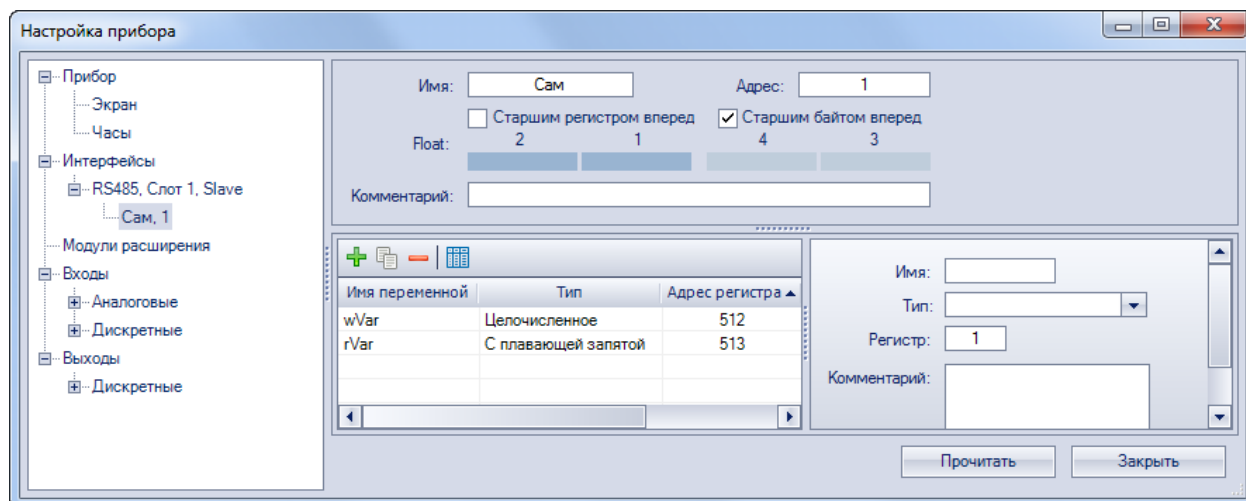 Настройка прибора
Прибор
Экран
Часы
Интерфейсы
RS485, Слот 1, Slave
Сам, 1
Модули расширения
Входы
Аналоговые
Дискретные
Выходы
Дискретные
Имя: Сам Адрес: 1
Старшим регистром вперед Старшим байтом вперед
Float: 2 1 4 3
Комментарий:
Имя переменной Тип Адрес регистра
wVar Целочисленное 512
rVar С плавающей запятой 513
Имя:
Тип:
Регистр: 1
Комментарий:
Прочитать Закрыть